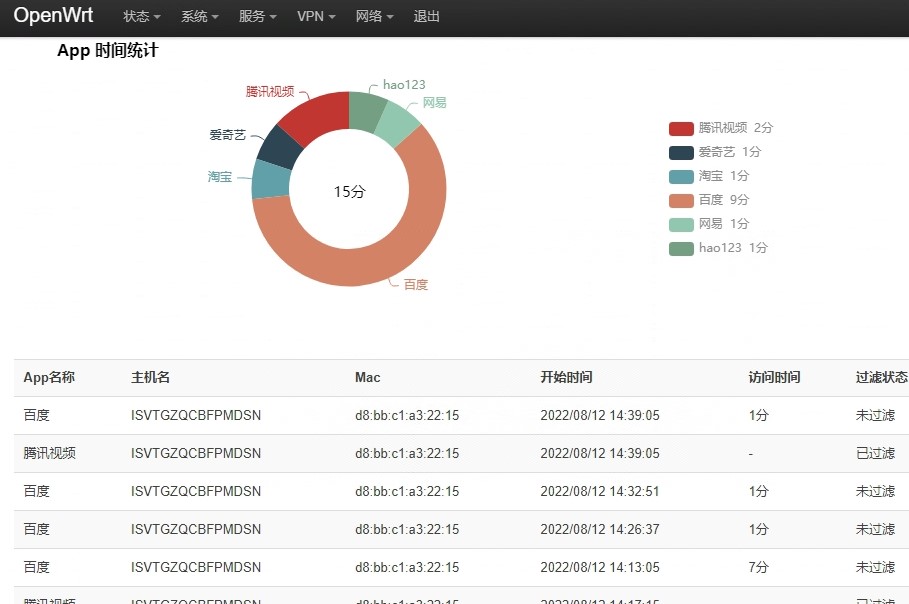 OpenWrt 状态 系统 服务 VPN 网络 退出
App 时间统计
腾讯视频
hao123
网易
爱奇艺
淘宝
15分
百度
腾讯视频 2分
爱奇艺 1分
淘宝 1分
百度 9分
网易 1分
hao123 1分
App名称 主机名 Mac 开始时间 访问时间 过滤状态
百度 ISVTGZQCBFPMDSN d8:bb:c1:a3:22:15 2022/08/12 14:39:05 1分 未过滤
腾讯视频 ISVTGZQCBFPMDSN d8:bb:c1:a3:22:15 2022/08/12 14:39:05 - 已过滤
百度 ISVTGZQCBFPMDSN d8:bb:c1:a3:22:15 2022/08/12 14:32:51 1分 未过滤
百度 ISVTGZQCBFPMDSN d8:bb:c1:a3:22:15 2022/08/12 14:26:37 1分 未过滤
百度 ISVTGZQCBFPMDSN d8:bb:c1:a3:22:15 2022/08/12 14:13:05 7分 未过滤